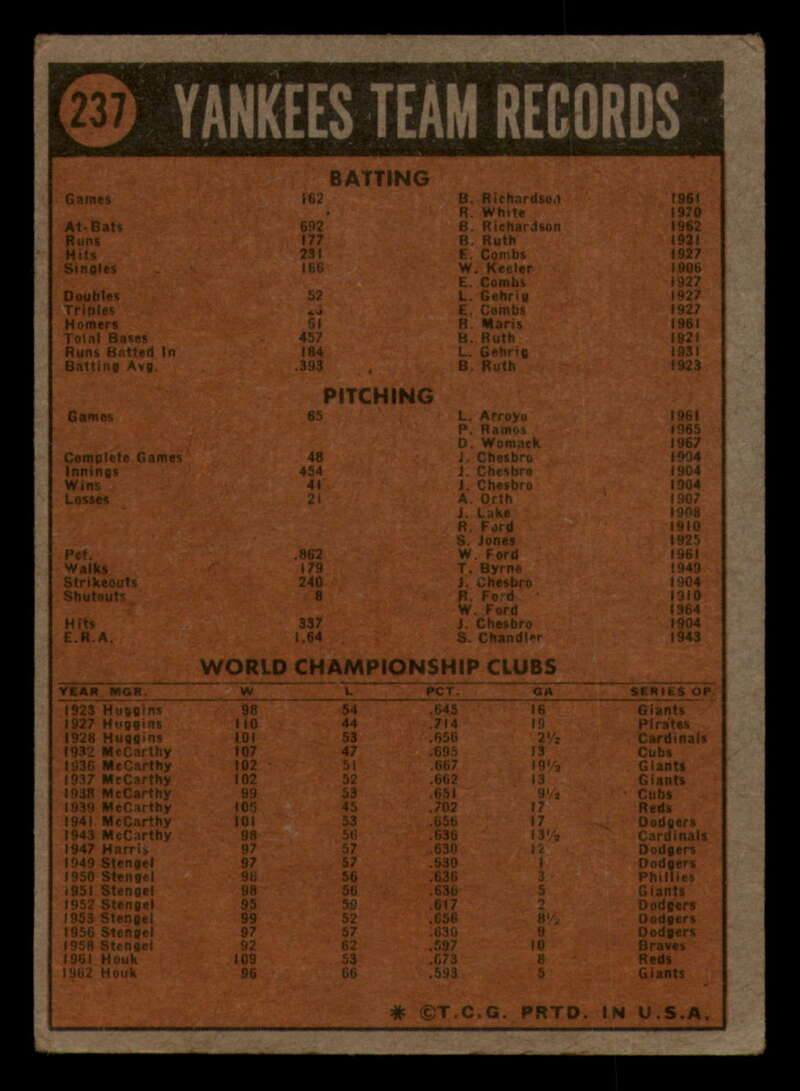 237 YANKEES TEAM RECORDS
BATTING
Games 162 B. Richardson 1961
R. White 1970
At-Bats 692 B. Richardson 1962
Runs 177 B. Ruth 1921
Hits 231 E. Combs 1927
Singles 166 W. Keeler 1906
E. Combs 1927
Doubles 52 L. Gehrig 1927
Triples E. Combs 1927
Homers 61 R. Maris 1961
Total Bases 457 B. Ruth 1921
Runs Batted In 184 L. Gehrig 1931
Batting Avg. .393 B. Ruth 1923
PITCHING
Games 65 L. Arroyo 1961
P. Ramos 1965
D. Womack 1967
Complete Games 48 J. Chesbro 1904
Innings 454 J. Chesbro 1904
Wins 41 J. Chesbro 1904
Losses 21 A. Orth 1907
J. Lake 1908
R. Ford 1910
S. Jones 1925
Pct. .862 W. Ford 1961
Walks 179 T. Byrne 1949
Strikeouts 240 J. Chesbro 1904
Shutouts 8 R. Ford 1910
W. Ford 1964
Hits 337 J. Chesbro 1904
E.R.A. 1.64 S. Chandler 1943
WORLD CHAMPIONSHIP CLUBS
YEAR MGR. W L PCT. GA SERIES OP.
1923 Huggins 98 54 .645 16 Giants
1927 Huggins 110 44 .714 19 Pirates
1928 Huggins 101 53 .656 2½ Cardinals
1932 McCarthy 107 47 .695 13 Cubs
1936 McCarthy 102 51 .667 19½ Giants
1937 McCarthy 102 52 .662 13 Giants
1938 McCarthy 99 53 .651 9½ Cubs
1939 McCarthy 106 45 .702 17 Reds
1941 McCarthy 101 53 .656 17 Dodgers
1943 McCarthy 98 56 .636 13½ Cardinals
1947 Harris 97 57 .630 12 Dodgers
1949 Stengel 97 57 .630 1 Dodgers
1950 Stengel 98 56 .636 3 Phillies
1951 Stengel 98 56 .636 5 Giants
1952 Stengel 95 59 .617 2 Dodgers
1953 Stengel 99 52 .656 8½ Dodgers
1956 Stengel 97 57 .630 9 Dodgers
1958 Stengel 92 62 .597 10 Braves
1961 Houk 109 53 .673 8 Reds
1962 Houk 96 66 .593 5 Giants
* ©T.C.G. PRTD. IN U.S.A.